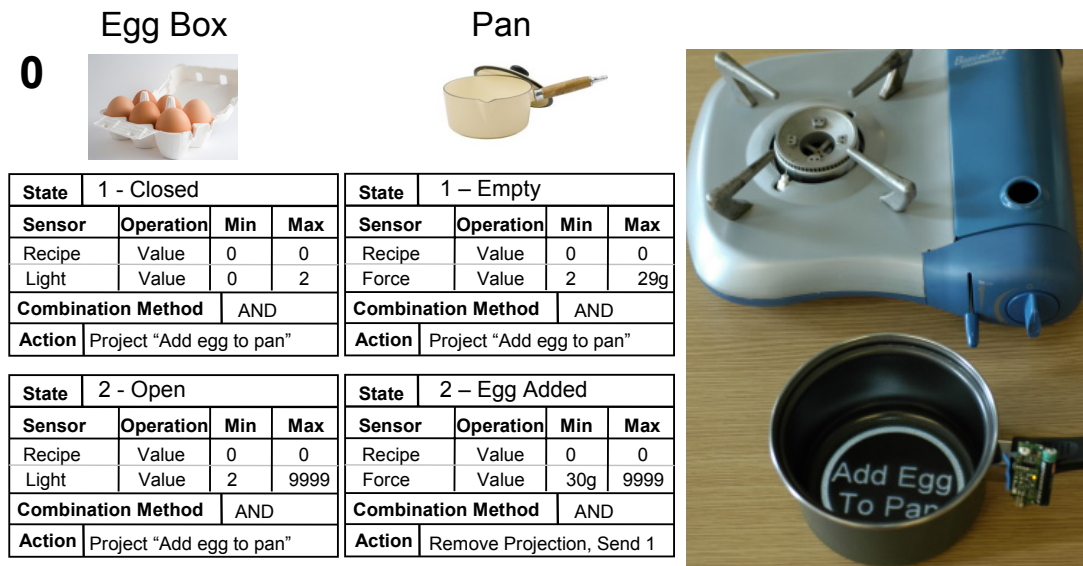 Egg Box
Pan
0
State 1 - Closed
Sensor Operation Min Max
Recipe Value 0 0
Light Value 0 2
Combination Method AND
Action Project “Add egg to pan”
State 1 – Empty
Sensor Operation Min Max
Recipe Value 0 0
Force Value 2 29g
Combination Method AND
Action Project “Add egg to pan”
State 2 - Open
Sensor Operation Min Max
Recipe Value 0 0
Light Value 2 9999
Combination Method AND
Action Project “Add egg to pan”
State 2 – Egg Added
Sensor Operation Min Max
Recipe Value 0 0
Force Value 30g 9999
Combination Method AND
Action Remove Projection, Send 1
Add Egg
To Pan